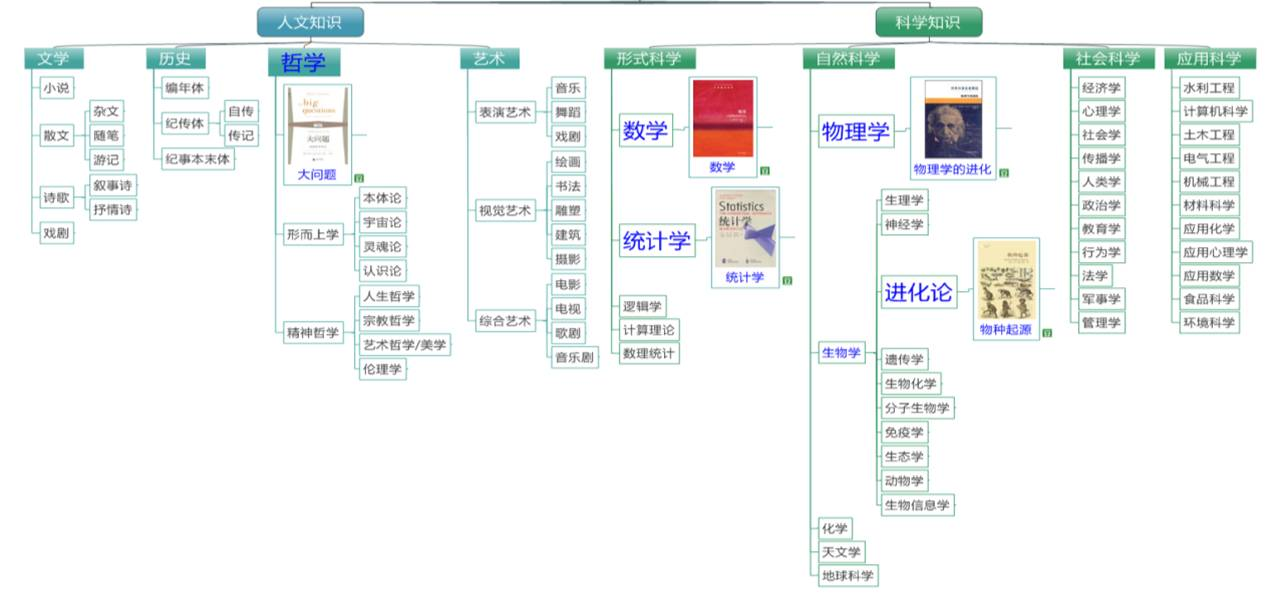 人文知识
科学知识
文学
小说
散文
杂文
随笔
游记
诗歌
叙事诗
抒情诗
戏剧
历史
编年体
纪传体
自传
传记
纪事本末体
哲学
big
questions
大问题
大问题
形而上学
本体论
宇宙论
灵魂论
认识论
精神哲学
人生哲学
宗教哲学
艺术哲学/美学
伦理学
艺术
表演艺术
音乐
舞蹈
戏剧
视觉艺术
绘画
书法
雕塑
建筑
摄影
综合艺术
电影
电视
歌剧
音乐剧
形式科学
数学
数学
统计学
Statistics
统计学
统计学
逻辑学
计算理论
数理统计
自然科学
物理学
物理学的进化
生物学
生理学
神经学
进化论
物种起源
物种起源
遗传学
生物化学
分子生物学
免疫学
生态学
动物学
生物信息学
化学
天文学
地球科学
社会科学
经济学
心理学
社会学
传播学
人类学
政治学
教育学
行为学
法学
军事学
管理学
应用科学
水利工程
计算机科学
土木工程
电气工程
机械工程
材料科学
应用化学
应用心理学
应用数学
食品科学
环境科学